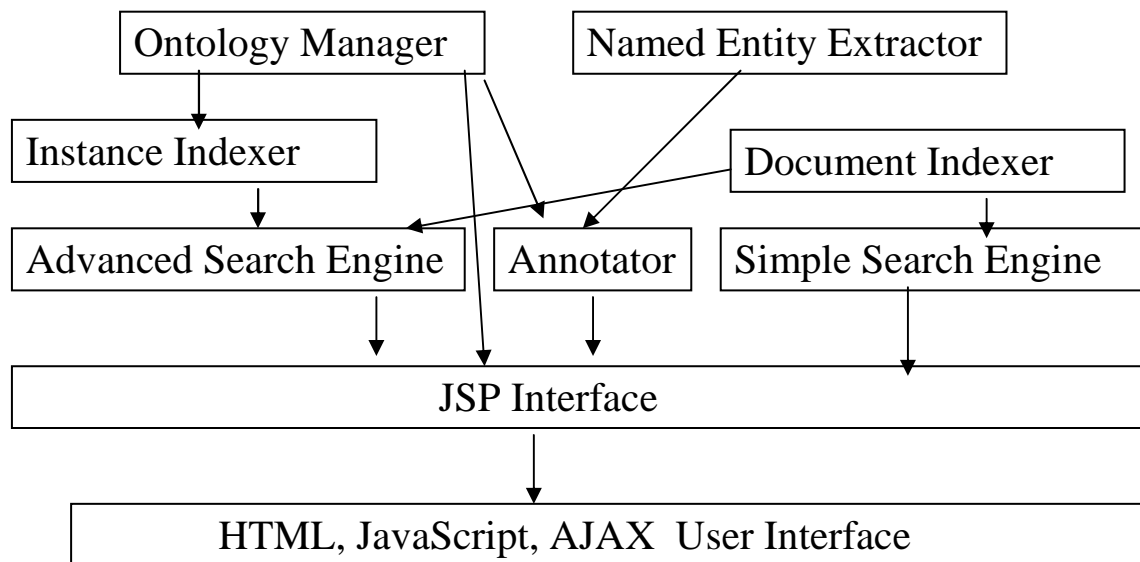 Ontology Manager
Named Entity Extractor
Instance Indexer
Document Indexer
Advanced Search Engine
Annotator
Simple Search Engine
JSP Interface
HTML, JavaScript, AJAX  User Interface